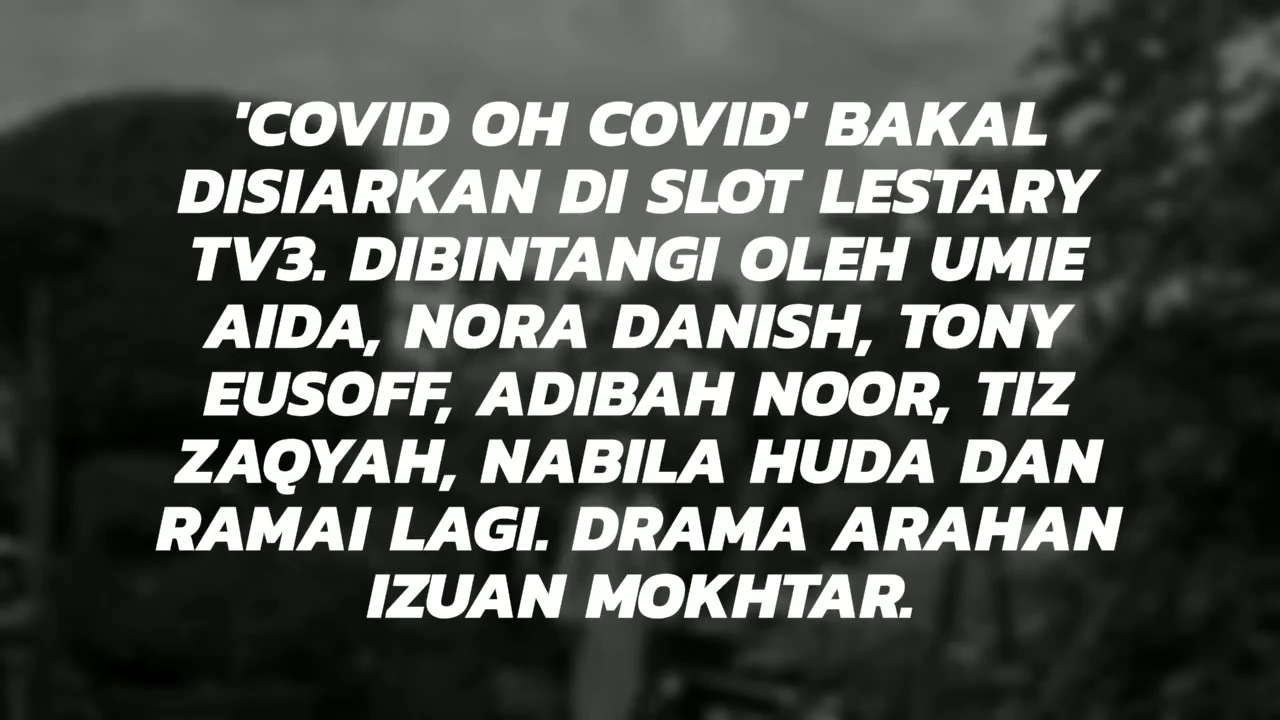 'COVID OH COVID' BAKAL
DISIARKAN DI SLOT LESTARY
TV3. DIBINTANGI OLEH UMIE
AIDA, NORA DANISH, TONY
EUSOFF, ADIBAH NOOR, TIZ
ZAQYAH, NABILA HUDA DAN
RAMAI LAGI. DRAMA ARAHAN
IZUAN MOKHTAR.